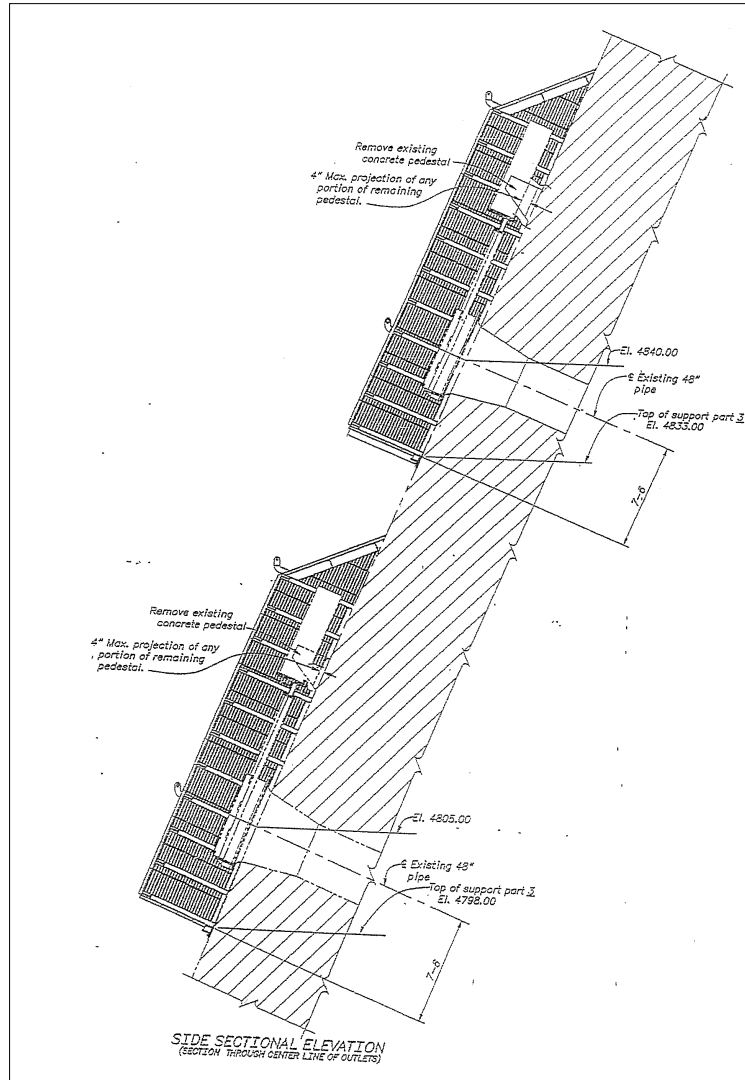 Remove existing
concrete pedestal
4" Max. projection of any
portion of remaining
pedestal.
El. 4840.00
℄ Existing 48"
pipe
Top of support part 3
El. 4833.00
7-6
Remove existing
concrete pedestal
4" Max. projection of any
portion of remaining
pedestal.
El. 4805.00
℄ Existing 48"
pipe
Top of support part 3
El. 4798.00
7-6
SIDE SECTIONAL ELEVATION
(SECTION THROUGH CENTER LINE OF OUTLETS)